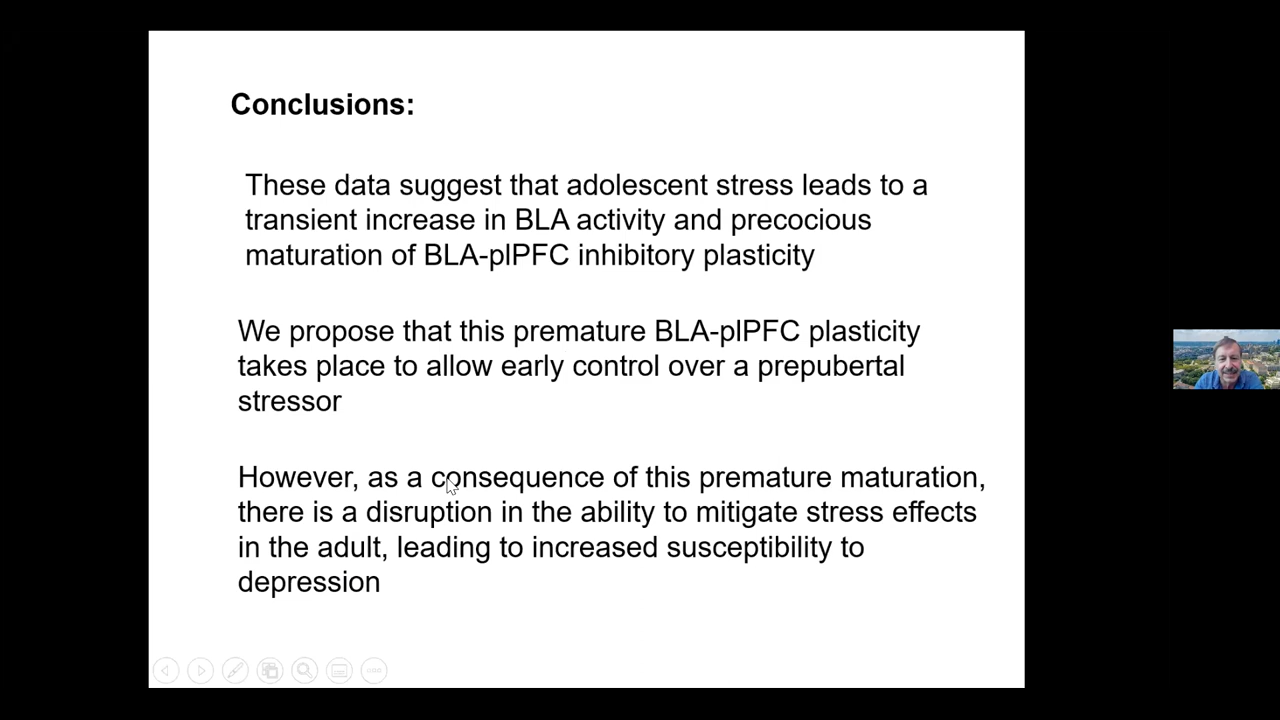 Conclusions:
These data suggest that adolescent stress leads to a
transient increase in BLA activity and precocious
maturation of BLA-plPFC inhibitory plasticity
We propose that this premature BLA-plPFC plasticity
takes place to allow early control over a prepubertal
stressor
However, as a consequence of this premature maturation,
there is a disruption in the ability to mitigate stress effects
in the adult, leading to increased susceptibility to
depression